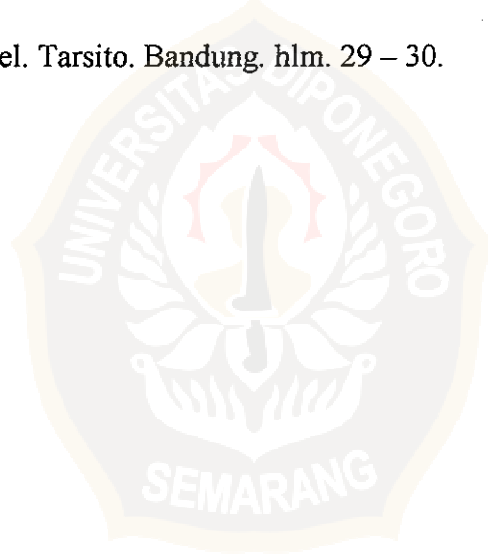 el. Tarsito. Bandung. hlm. 29 – 30.
UNIVERSITAS DIPONEGORO
SEMARANG